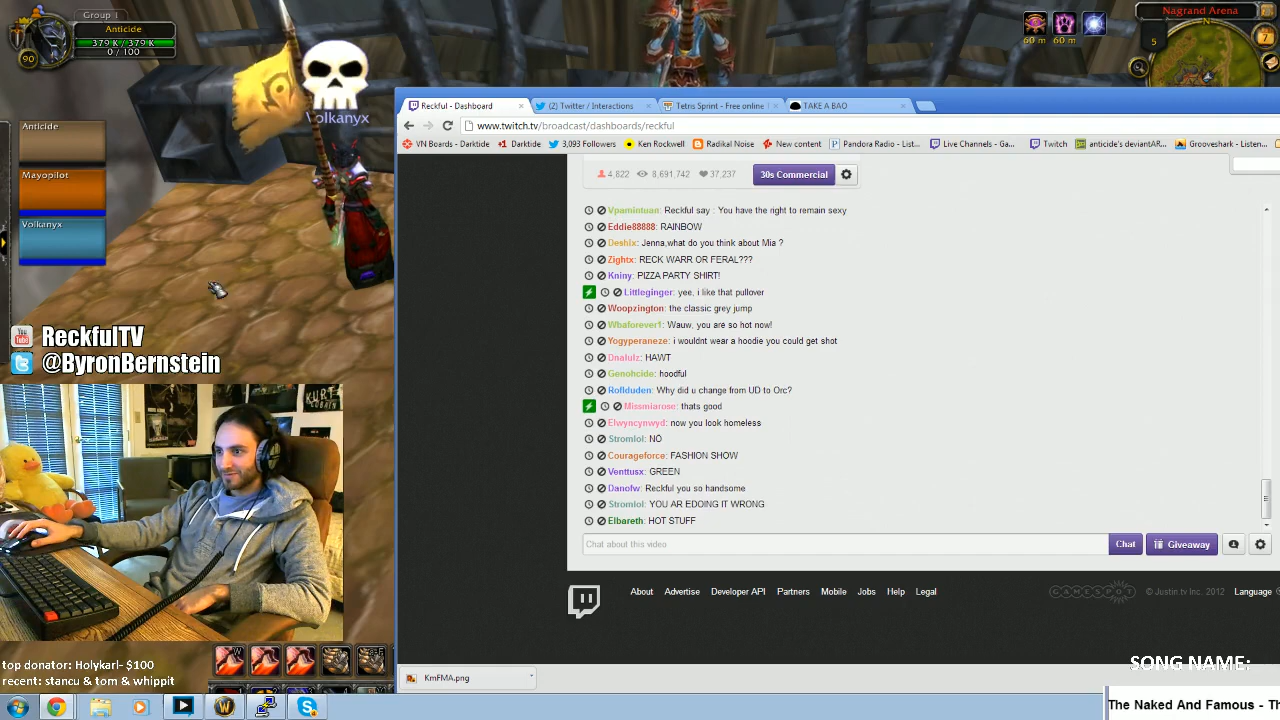 Group 1
Anticide
379 K / 379 K
0 / 100
90
Volkanyx
Anticide
Mayopilot
Volkanyx
Nagrand Arena
N
60 m
60 m
5
7
Reckful - Dashboard
(2) Twitter / Interactions
Tetris Sprint - Free online
TAKE A BAO
www.twitch.tv/broadcast/dashboards/reckful
VN Boards - Darktide
+1 Darktide
3,093 Followers
Ken Rockwell
Radikal Noise
New content
Pandora Radio - List...
Live Channels - Ga...
Twitch
anticide's deviantAR...
Grooveshark - Listen...
4,822
8,691,742
37,237
30s Commercial
Vpamintuan: Reckful say : You have the right to remain sexy
Eddie88888: RAINBOW
Deshix: Jenna,what do you think about Mia ?
Zightx: RECK WARR OR FERAL???
Kniny: PIZZA PARTY SHIRT!
Littleginger: yee, i like that pullover
Woopzington: the classic grey jump
Wbaforever1: Wauw, you are so hot now!
Yogyperaneze: i wouldnt wear a hoodie you could get shot
Dnalulz: HAWT
Genohcide: hoodful
Roflduden: Why did u change from UD to Orc?
Missmiarose: thats good
Elwyncynwyd: now you look homeless
Stromlol: NO
Courageforce: FASHION SHOW
Venttusx: GREEN
Danofw: Reckful you so handsome
Stromlol: YOU AR EDOING IT WRONG
Elbareth: HOT STUFF
Chat about this video
Chat
Giveaway
About
Advertise
Developer API
Partners
Mobile
Jobs
Help
Legal
GAMESPOT
© Justin.tv Inc. 2012
Language
You Tube
ReckfulTV
@ByronBernstein
KURT
COBAIN
top donator: Holykarl- $100
recent: stancu & tom & whippit
KmFMA.png
SONG NAME:
The Naked And Famous - Th